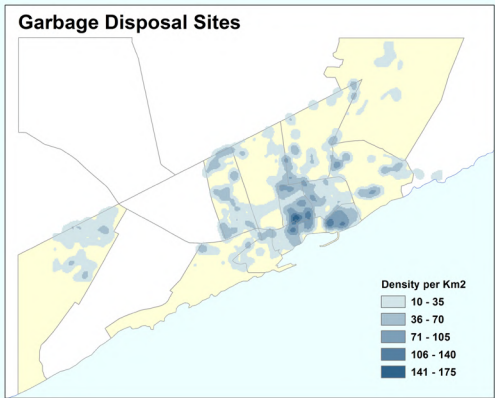 Garbage Disposal Sites
Density per Km2
10 - 35
36 - 70
71 - 105
106 - 140
141 - 175